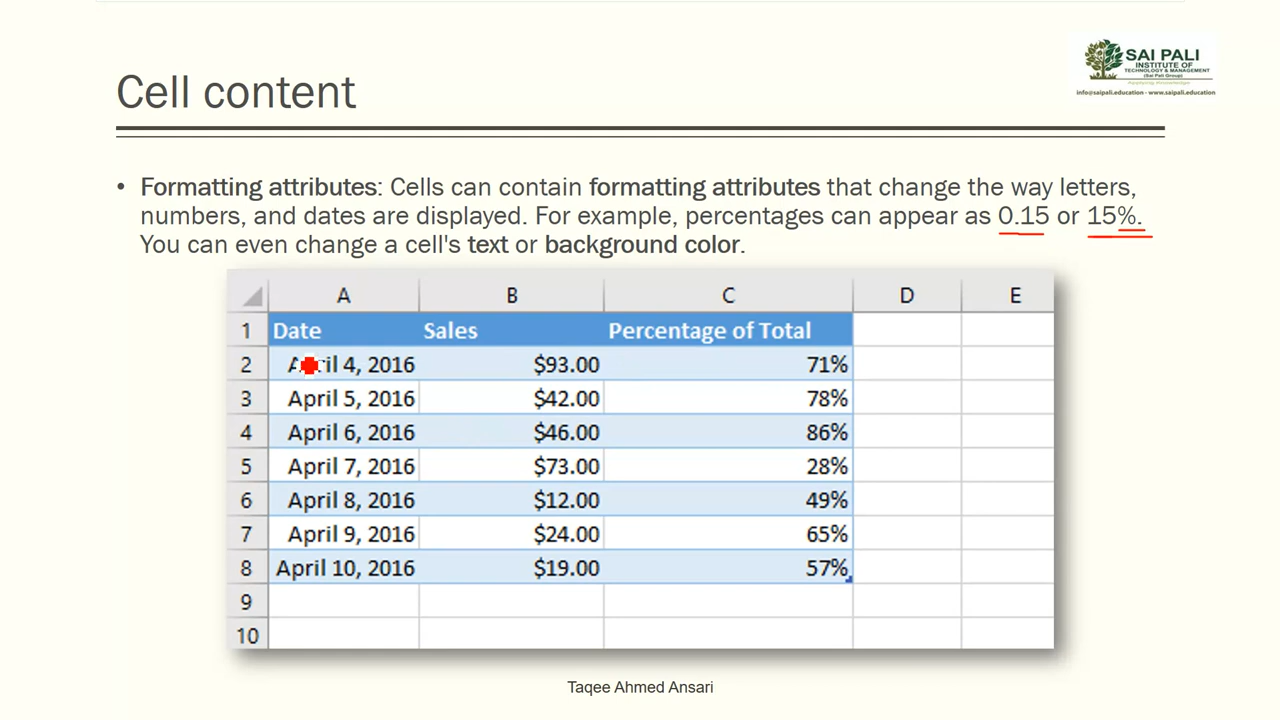 SAI PALI
INSTITUTE OF
TECHNOLOGY & MANAGEMENT
(Sai Pali Group)
info@saipali.education - www.saipali.education
Cell content
• Formatting attributes: Cells can contain formatting attributes that change the way letters,
numbers, and dates are displayed. For example, percentages can appear as 0.15 or 15%.
You can even change a cell's text or background color.
A B C D E
1 Date Sales Percentage of Total
2 April 4, 2016 $93.00 71%
3 April 5, 2016 $42.00 78%
4 April 6, 2016 $46.00 86%
5 April 7, 2016 $73.00 28%
6 April 8, 2016 $12.00 49%
7 April 9, 2016 $24.00 65%
8 April 10, 2016 $19.00 57%
9
10
Taqee Ahmed Ansari